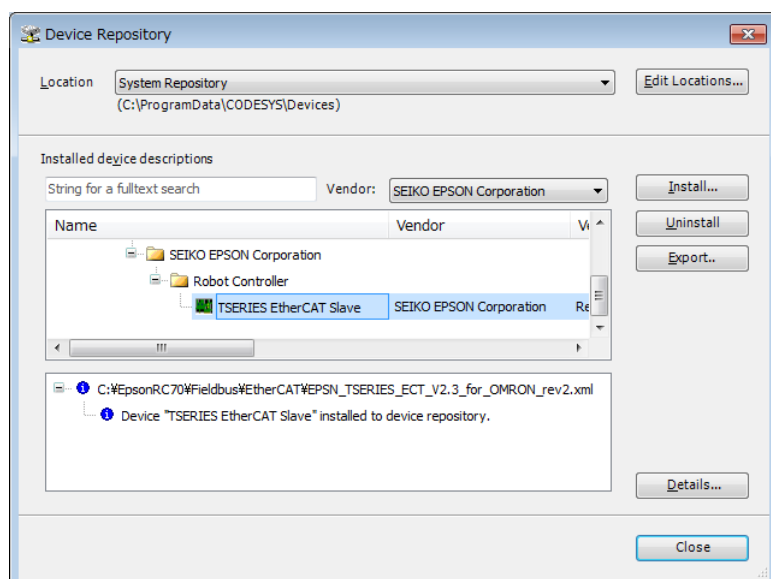 Device Repository
Location
System Repository
Edit Locations...
(C:\ProgramData\CODESYS\Devices)
Installed device descriptions
String for a fulltext search
Vendor:
SEIKO EPSON Corporation
Install...
Name
Vendor
Uninstall
SEIKO EPSON Corporation
Export..
Robot Controller
TSERIES EtherCAT Slave
SEIKO EPSON Corporation
C:¥EpsonRC70¥Fieldbus¥EtherCAT¥EPSN_TSERIES_ECT_V2.3_for_OMRON_rev2.xml
Device "TSERIES EtherCAT Slave" installed to device repository.
Details...
Close